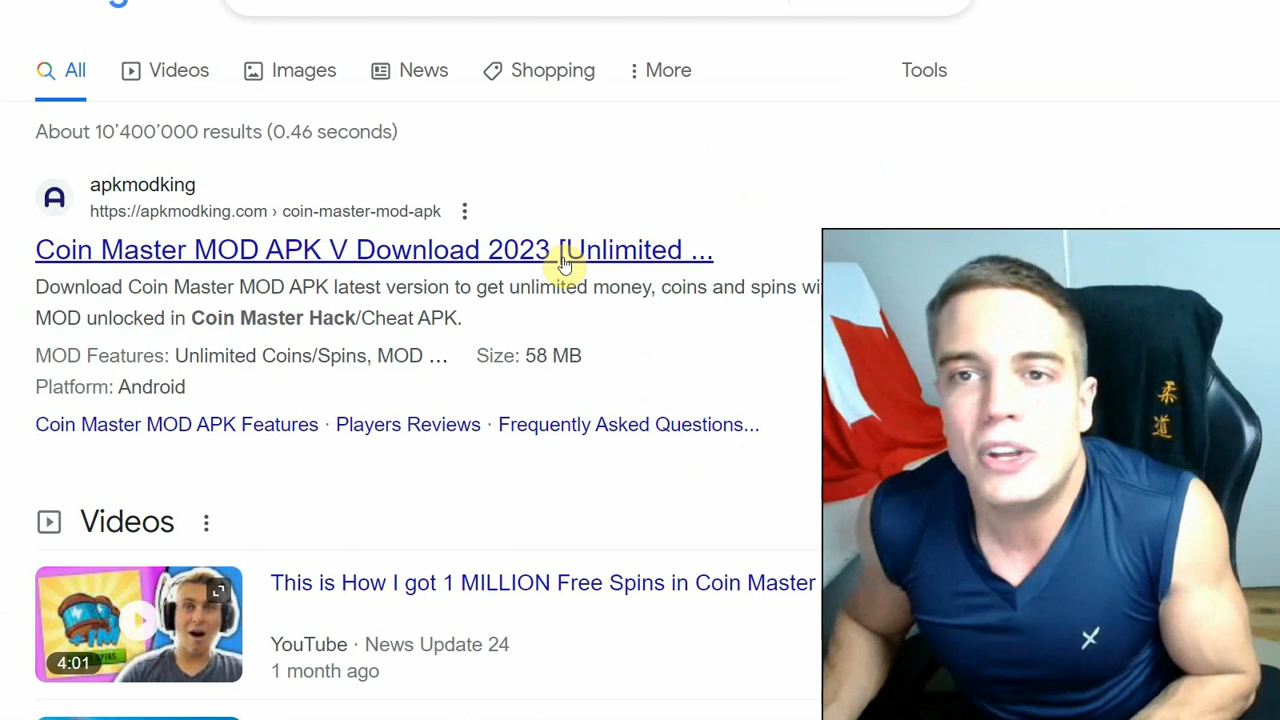 All
Videos
Images
News
Shopping
More
Tools
About 10’400’000 results (0.46 seconds)
apkmodking
https://apkmodking.com › coin-master-mod-apk
Coin Master MOD APK V Download 2023 [Unlimited ...
Download Coin Master MOD APK latest version to get unlimited money, coins and spins wi
MOD unlocked in Coin Master Hack/Cheat APK.
MOD Features: Unlimited Coins/Spins, MOD ... Size: 58 MB
Platform: Android
Coin Master MOD APK Features · Players Reviews · Frequently Asked Questions...
柔
道
Videos
This is How I got 1 MILLION Free Spins in Coin Master
+1M
4:01
YouTube · News Update 24
1 month ago